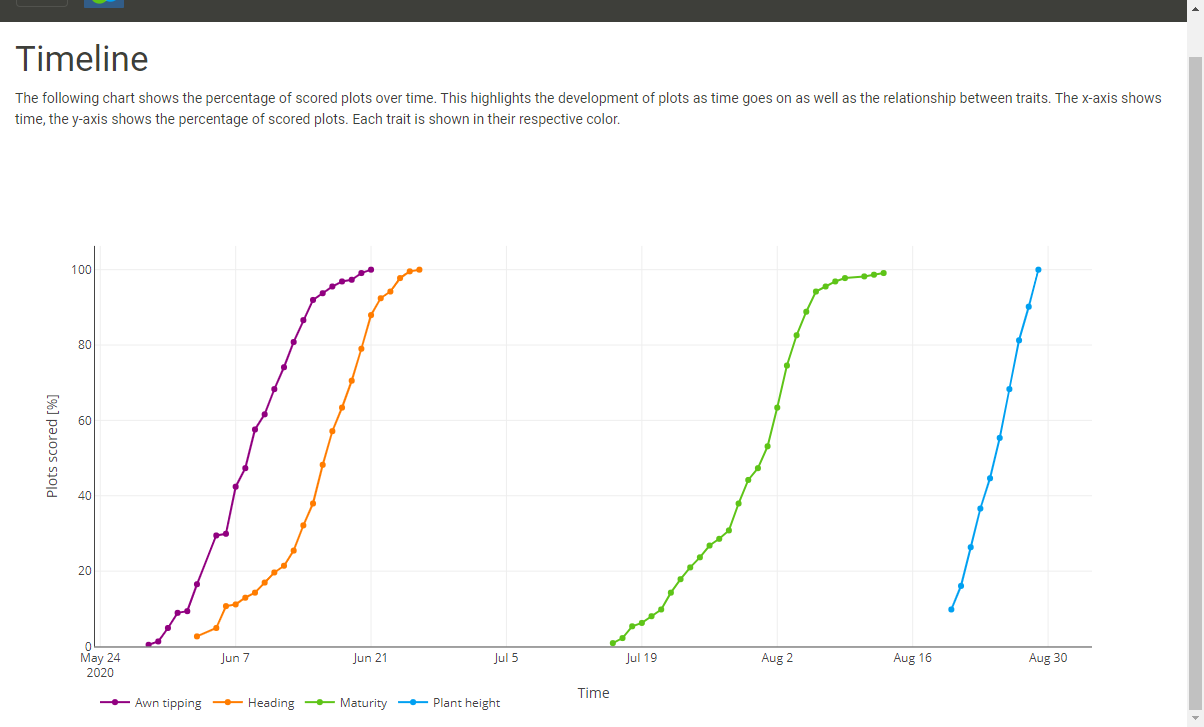 Timeline
The following chart shows the percentage of scored plots over time. This highlights the development of plots as time goes on as well as the relationship between traits. The x-axis shows
time, the y-axis shows the percentage of scored plots. Each trait is shown in their respective color.
100
80
60
40
20
0
Plots scored [%]
May 24
2020
Jun 7
Jun 21
Jul 5
Jul 19
Aug 2
Aug 16
Aug 30
Time
Awn tipping
Heading
Maturity
Plant height